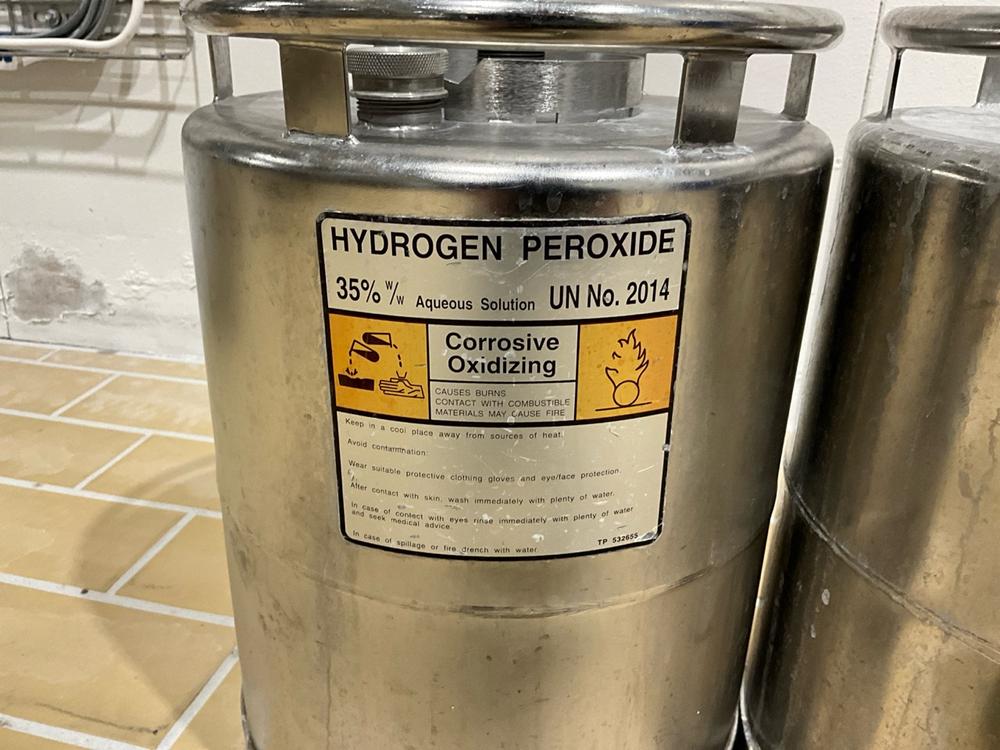 HYDROGEN PEROXIDE
35% w/w Aqueous Solution UN No. 2014
Corrosive
Oxidizing
CAUSES BURNS
CONTACT WITH COMBUSTIBLE
MATERIALS MAY CAUSE FIRE
Keep in a cool place away from sources of heat.
Avoid contamination:
Wear suitable protective clothing gloves and eye/face protection.
After contact with skin, wash immediately with plenty of water.
In case of contact with eyes rinse immediately with plenty of water
and seek medical advice.
In case of spillage or fire drench with water
TP 532655